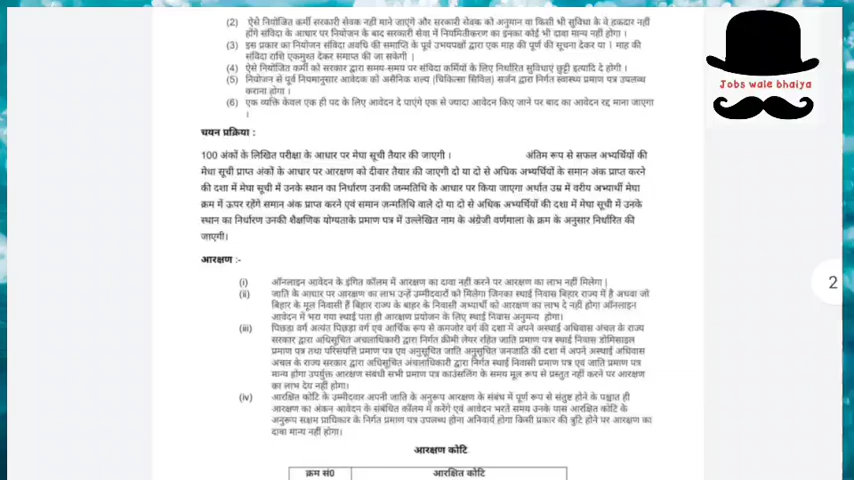 (2) ऐसे नियोजित कर्मी सरकारी सेवक नहीं माने जाएंगे और सरकारी सेवक को अनुमान या किसी भी सुविधा के वे हकदार नहीं
होंगे संविदा के आधार पर नियोजन के बाद सरकारी सेवा में नियमितीकरण का इनका कोई भी दावा मान्य नहीं होगा ।
(3) इस प्रकार का नियोजन संविदा अवधि की समाप्ति के पूर्व उभयपक्षों द्वारा एक माह की पूर्ण की सूचना देकर या 1 माह की
संविदा राशि एकमुश्त देकर समाप्त की जा सकेगी |
(4) ऐसे नियोजित कर्मी को सरकार द्वारा समय-समय पर संविदा कर्मियों के लिए निर्धारित सुविधाएं छुट्टी इत्यादि दे होगी ।
(5) नियोजन से पूर्व नियमानुसार आवेदक को असैनिक शल्य (चिकित्सा सिविल) सर्जन द्वारा निर्गत स्वास्थ्य प्रमाण पत्र उपलब्ध
कराना होगा ।
(6) एक व्यक्ति केवल एक ही पद के लिए आवेदन दे पाएंगे एक से ज्यादा आवेदन किए जाने पर बाद का आवेदन रद्द माना जाएगा
।
Jobs wale bhaiya
चयन प्रक्रिया :
100 अंकों के लिखित परीक्षा के आधार पर मेघा सूची तैयार की जाएगी । अंतिम रूप से सफल अभ्यर्थियों की
मेघा सूची प्राप्त अंकों के आधार पर आरक्षण को दीवार तैयार की जाएगी दो या दो से अधिक अभ्यर्थियों के समान अंक प्राप्त करने
की दशा में मेघा सूची में उनके स्थान का निर्धारण उनकी जन्मतिथि के आधार पर किया जाएगा अर्थात उम्र में वरीय अभ्यार्थी मेघा
क्रम में ऊपर रहेंगे समान अंक प्राप्त करने एवं समान जन्मतिथि वाले दो या दो से अधिक अभ्यर्थियों की दशा में मेघा सूची में उनके
स्थान का निर्धारण उनकी शैक्षणिक योग्यताके प्रमाण पत्र में उल्लेखित नाम के अंग्रेजी वर्णमाला के क्रम के अनुसार निर्धारित की
जाएगी।
आरक्षण :-
(i) ऑनलाइन आवेदन के इंगित कॉलम में आरक्षण का दावा नहीं करने पर आरक्षण का लाभ नहीं मिलेगा |
(ii) जाति के आधार पर आरक्षण का लाभ उन्हें उम्मीदवारों को मिलेगा जिनका स्थाई निवास बिहार राज्य में है अथवा जो
बिहार के मूल निवासी हैं बिहार राज्य के बाहर के निवासी अभ्यार्थी को आरक्षण का लाभ दे नहीं होगा ऑनलाइन
आवेदन में भरा गया स्थाई पता ही आरक्षण प्रयोजन के लिए स्थाई निवास अनुमन्य होगा।
(iii) पिछड़ा वर्ग अत्यंत पिछड़ा वर्ग एवं आर्थिक रूप से कमजोर वर्ग की दशा में अपने अस्थाई अधिवास अंचल के राज्य
सरकार द्वारा अधिसूचित अचलाधिकारी द्वारा निर्गत क्रीमी लेयर रहित जाति प्रमाण पत्र स्थाई निवास डोमिसाइल
प्रमाण पत्र तथा परिसंपत्ति प्रमाण पत्र एव अनुसूचित जाति अनुसूचित जनजाति की दशा में अपने अस्थाई अधिवास
अंचल के राज्य सरकार द्वारा अधिसूचित अंचलाधिकारी द्वारा निर्गत स्थाई निवासी प्रमाण पत्र एवं जाति प्रमाण पत्र
मान्य होगा उपर्युक्त आरक्षण संबंधी सभी प्रमाण पत्र काउंसलिंग के समय मूल रूप से प्रस्तुत नहीं करने पर आरक्षण
का लाभ देय नहीं होगा।
(iv) आरक्षित कोटि के उम्मीदवार अपनी जाति के अनुरूप आरक्षण के संबंध में पूर्ण रूप से संतुष्ट होने के पश्चात ही
आरक्षण का अंकन आवेदन के संबंधित कॉलम में करेंगे एवं आवेदन भरते समय उनके पास आरक्षित कोटि के
अनुरूप सक्षम प्राधिकार के निर्गत प्रमाण पत्र उपलब्ध होना अनिवार्य होगा किसी प्रकार की त्रुटि होने पर आरक्षण का
दावा मान्य नहीं होगा।
2
आरक्षण कोटि
क्रम सं0 आरक्षित कोटि